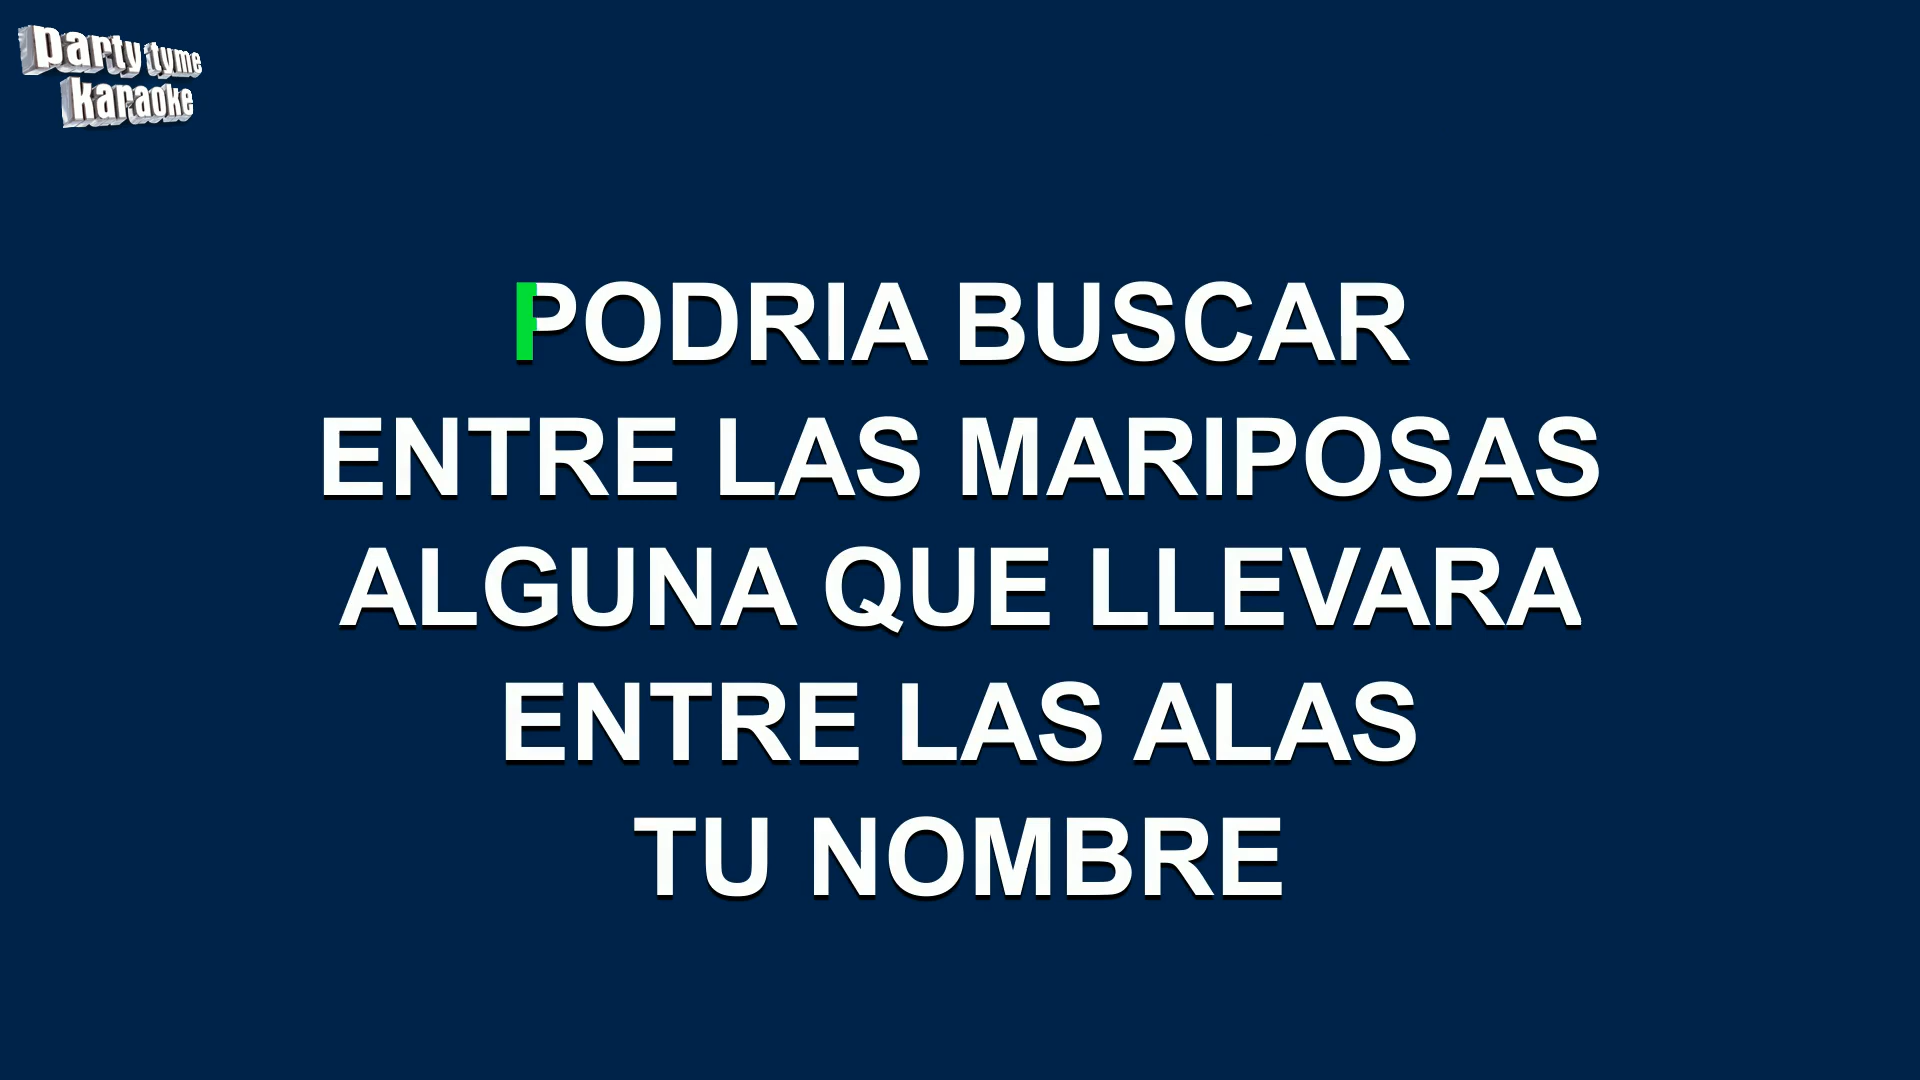 party tyme
karaoke
PODRIA BUSCAR
ENTRE LAS MARIPOSAS
ALGUNA QUE LLEVARA
ENTRE LAS ALAS
TU NOMBRE